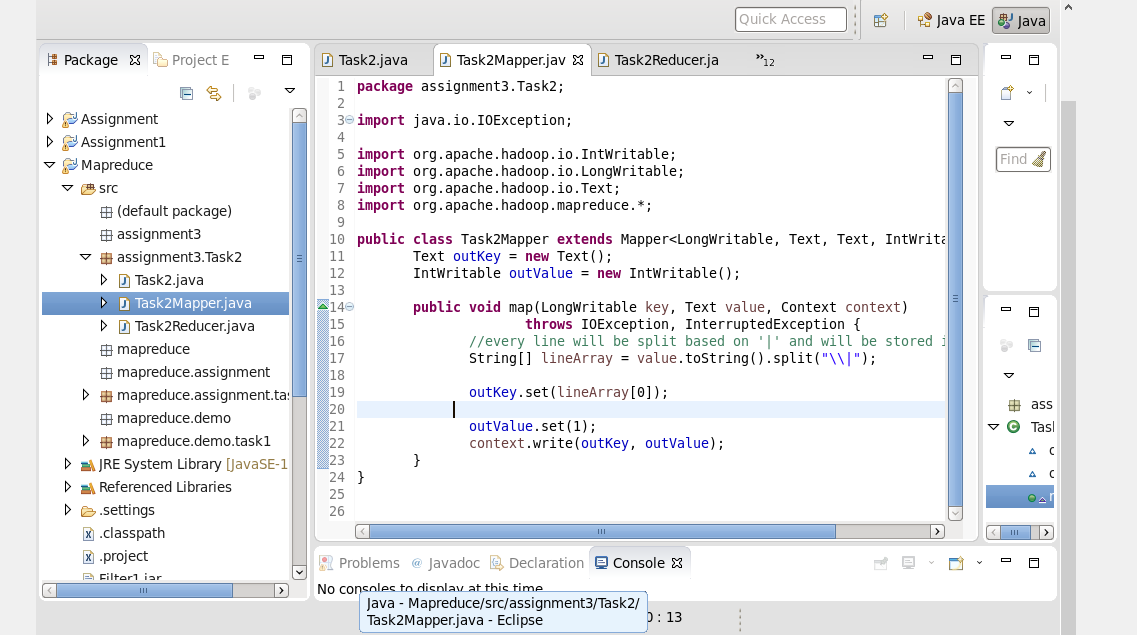 Quick Access
Java EE
Java
Package
Project E
Assignment
Assignment1
Mapreduce
src
(default package)
assignment3
assignment3.Task2
Task2.java
Task2Mapper.java
Task2Reducer.java
mapreduce
mapreduce.assignment
mapreduce.assignment.tas
mapreduce.demo
mapreduce.demo.task1
JRE System Library [JavaSE-1
Referenced Libraries
.settings
.classpath
.project
Filter1.jar
Task2.java
Task2Mapper.jav
Task2Reducer.ja
»12
1 package assignment3.Task2;
2
3 import java.io.IOException;
4
5 import org.apache.hadoop.io.IntWritable;
6 import org.apache.hadoop.io.LongWritable;
7 import org.apache.hadoop.io.Text;
8 import org.apache.hadoop.mapreduce.*;
9
10 public class Task2Mapper extends Mapper<LongWritable, Text, Text, IntWrita
11 Text outKey = new Text();
12 IntWritable outValue = new IntWritable();
13
14 public void map(LongWritable key, Text value, Context context)
15 throws IOException, InterruptedException {
16 //every line will be split based on '|' and will be stored i
17 String[] lineArray = value.toString().split("\\|");
18
19 outKey.set(lineArray[0]);
20
21 outValue.set(1);
22 context.write(outKey, outValue);
23 }
24 }
25
26
Find
ass
Tas
Problems
@ Javadoc
Declaration
Console
No consoles to display at this time.
Java - Mapreduce/src/assignment3/Task2/
Task2Mapper.java - Eclipse
0 : 13